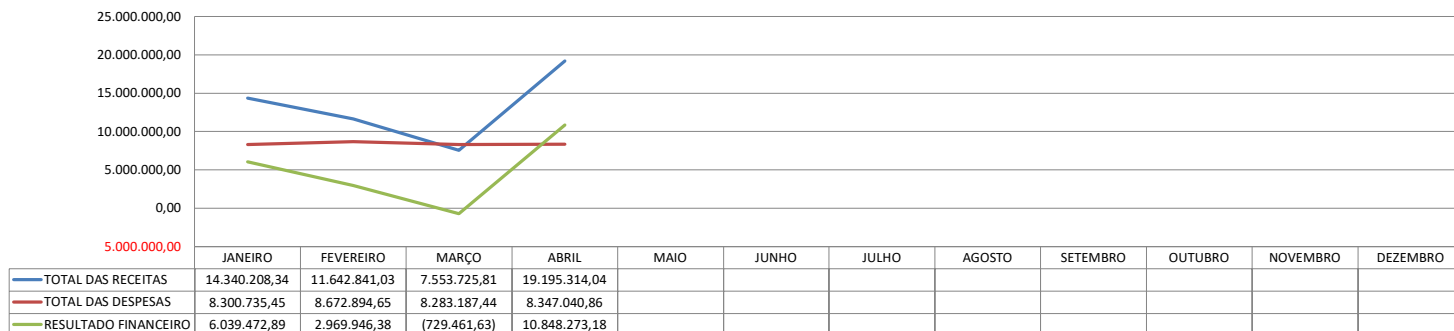 25.000.000,00
20.000.000,00
15.000.000,00
10.000.000,00
5.000.000,00
0,00
5.000.000,00
JANEIRO FEVEREIRO MARÇO ABRIL MAIO JUNHO JULHO AGOSTO SETEMBRO OUTUBRO NOVEMBRO DEZEMBRO
TOTAL DAS RECEITAS 14.340.208,34 11.642.841,03 7.553.725,81 19.195.314,04
TOTAL DAS DESPESAS 8.300.735,45 8.672.894,65 8.283.187,44 8.347.040,86
RESULTADO FINANCEIRO 6.039.472,89 2.969.946,38 (729.461,63) 10.848.273,18